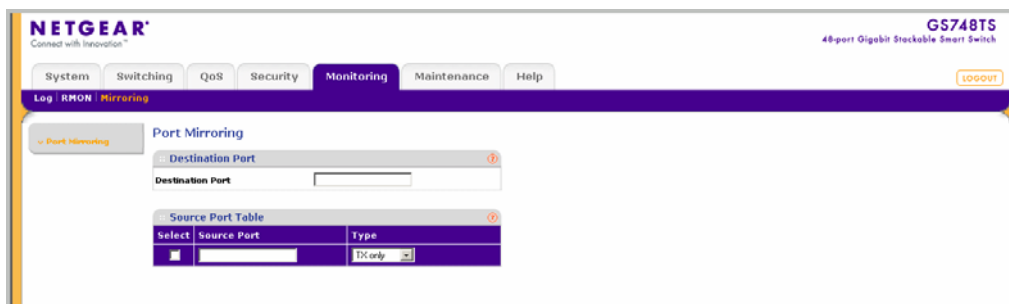 NETGEAR®
Connect with Innovation™
GS748TS
48-port Gigabit Stackable Smart Switch
System Switching QoS Security Monitoring Maintenance Help
LOGOUT
Log RMON Mirroring
Port Mirroring
Port Mirroring
Destination Port
Destination Port
Source Port Table
Select Source Port Type
TX only